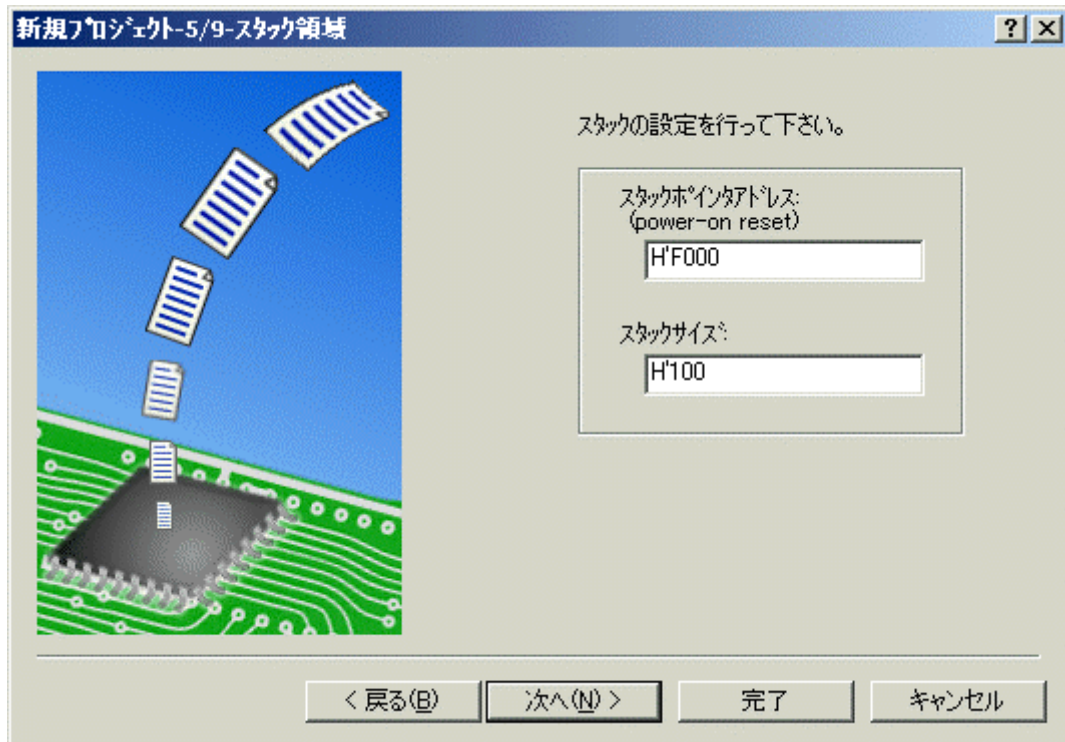 新規ﾌﾟﾛｼﾞｪｸﾄ-5/9-ｽﾀｯｸ領域
ｽﾀｯｸの設定を行って下さい。
ｽﾀｯｸﾎﾟｲﾝﾀｱﾄﾞﾚｽ:
(power-on reset)
H'F000
ｽﾀｯｸｻｲｽﾞ:
H'100
< 戻る(B)
次へ(N) >
完了
キャンセル